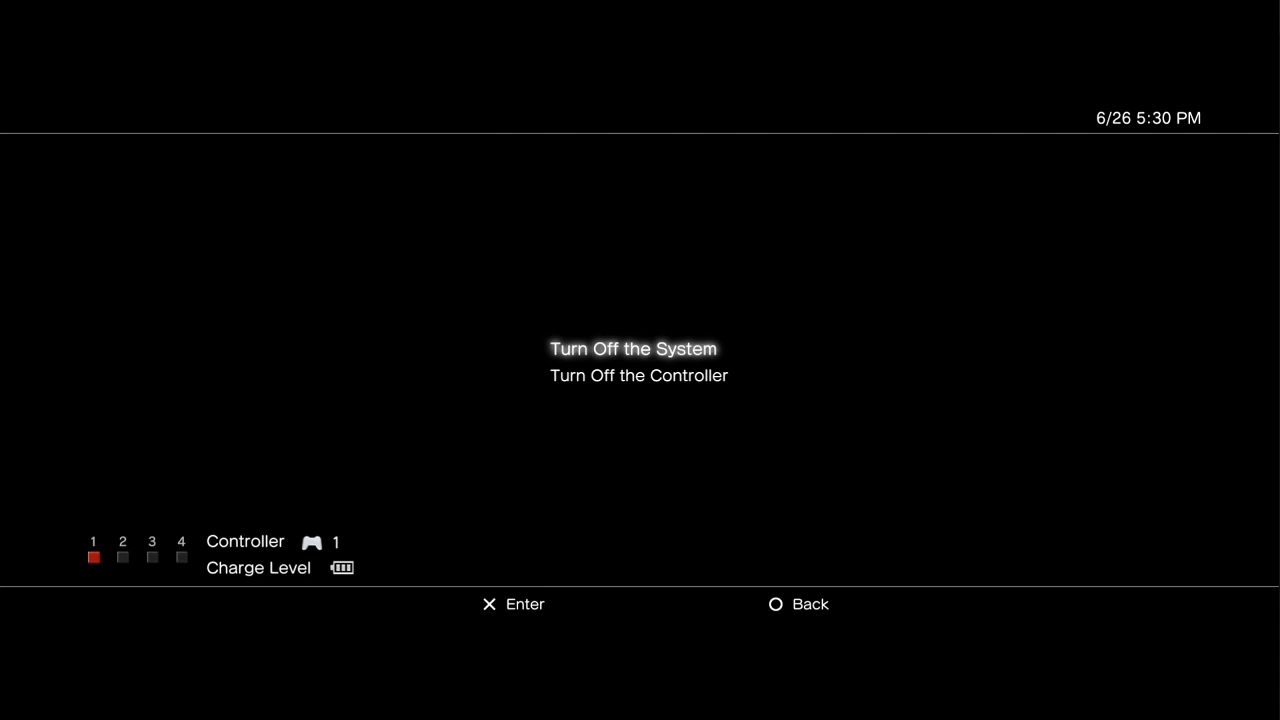 6/26 5:30 PM
Turn Off the System
Turn Off the Controller
1 2 3 4 Controller 1
Charge Level
Enter Back